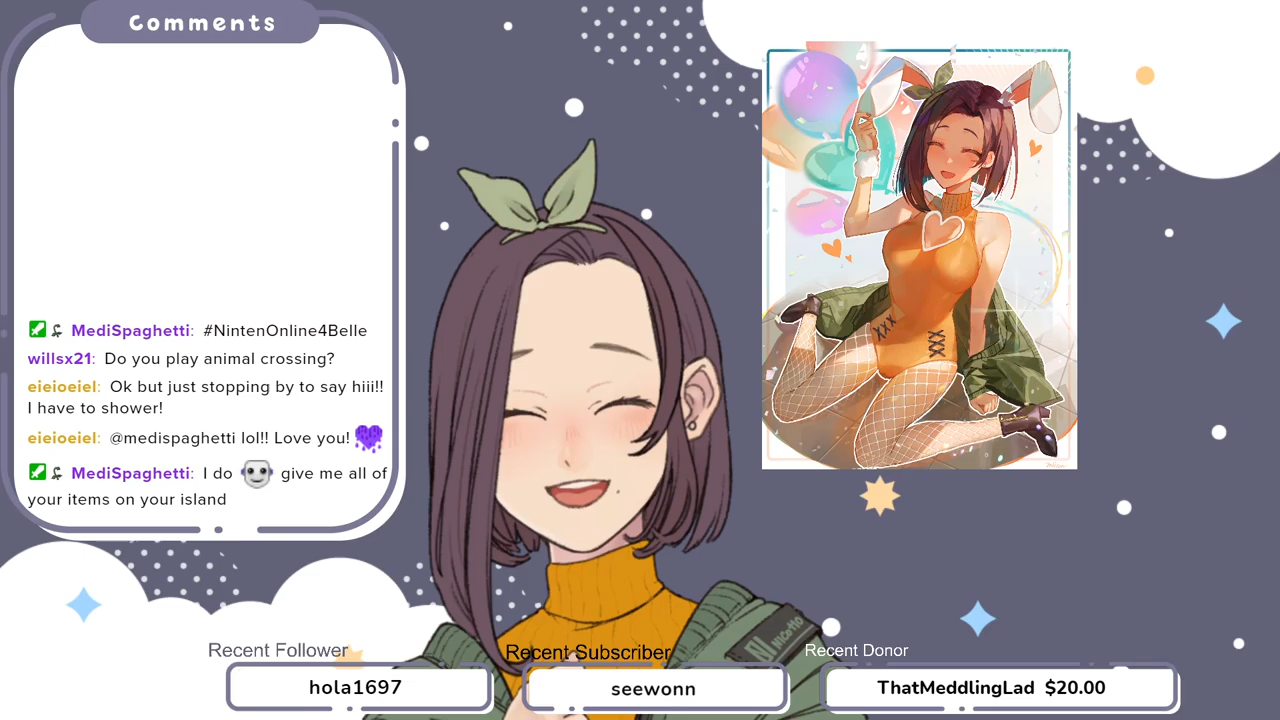 Comments
MediSpaghetti: #NintenOnline4Belle
willsx21: Do you play animal crossing?
eieioeiel: Ok but just stopping by to say hiii!!
I have to shower!
eieioeiel: @medispaghetti lol!! Love you!
MediSpaghetti: I do give me all of
your items on your island
Recent Follower
hola1697
Recent Subscriber
seewonn
Recent Donor
ThatMeddlingLad $20.00